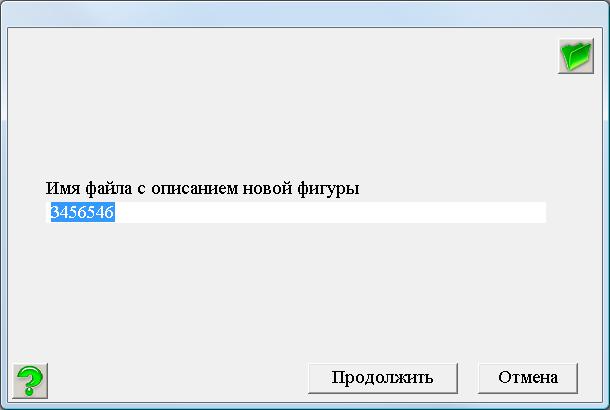 Имя файла с описанием новой фигуры
3456546
?
Продолжить
Отмена